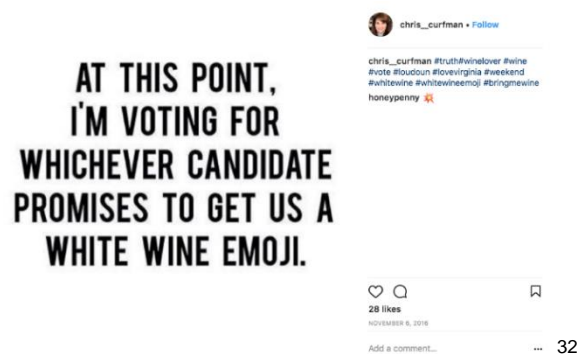 AT THIS POINT,
I'M VOTING FOR
WHICHEVER CANDIDATE
PROMISES TO GET US A
WHITE WINE EMOJI.
chris__curfman • Follow
chris__curfman #truth#winelover #wine
#vote #loudoun #lovevirginia #weekend
#whitewine #whitewineemoji #bringmewine
honeypenny 💥
28 likes
NOVEMBER 6, 2016
Add a comment...
... 32